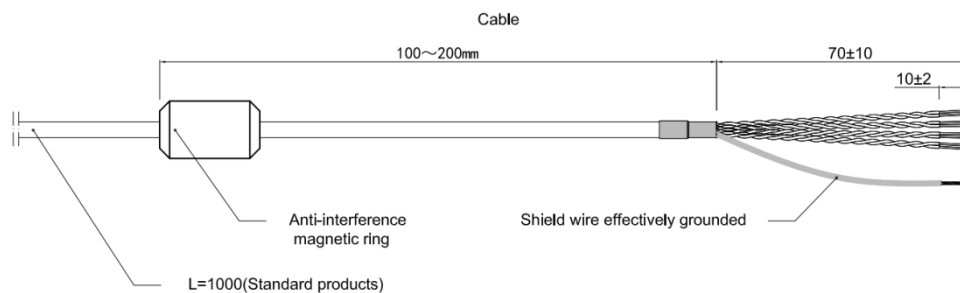 Cable
100～200mm
70±10
10±2
Anti-interference
magnetic ring
Shield wire effectively grounded
L=1000(Standard products)